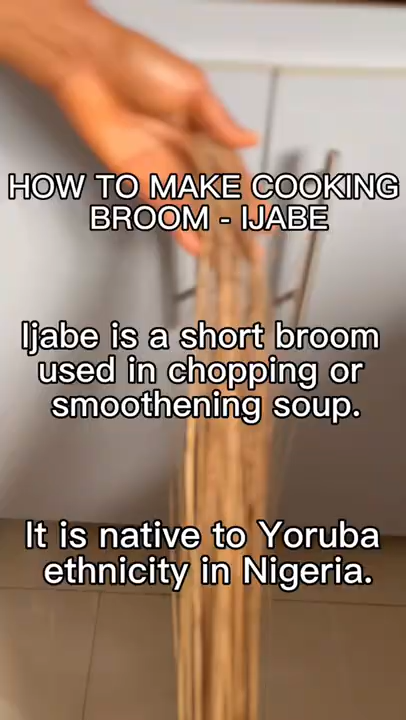 HOW TO MAKE COOKING
BROOM - IJABE
Ijabe is a short broom
used in chopping or
smoothening soup.
It is native to Yoruba
ethnicity in Nigeria.